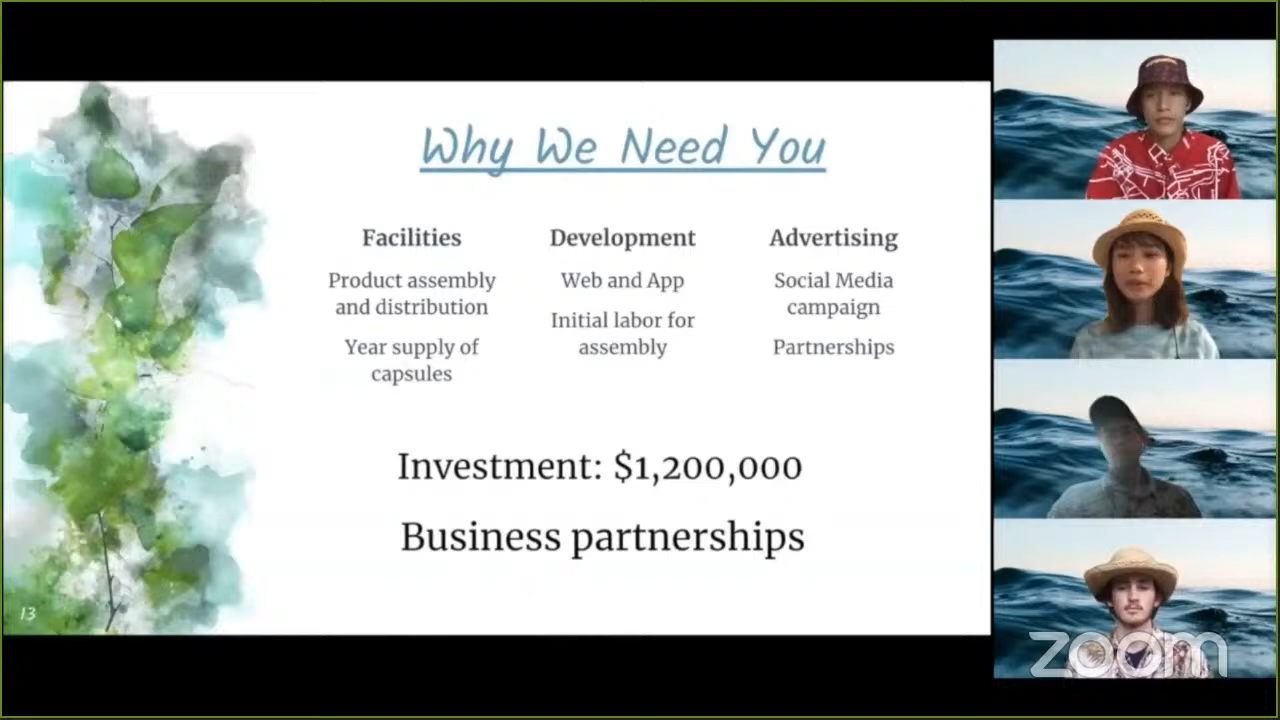 Why We Need You
Facilities
Product assembly
and distribution
Year supply of
capsules
Development
Web and App
Initial labor for
assembly
Advertising
Social Media
campaign
Partnerships
Investment: $1,200,000
Business partnerships
13
zoom